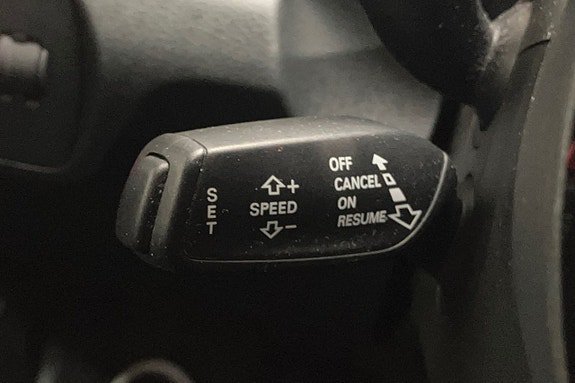 SET
+
SPEED
-
OFF
CANCEL
ON
RESUME